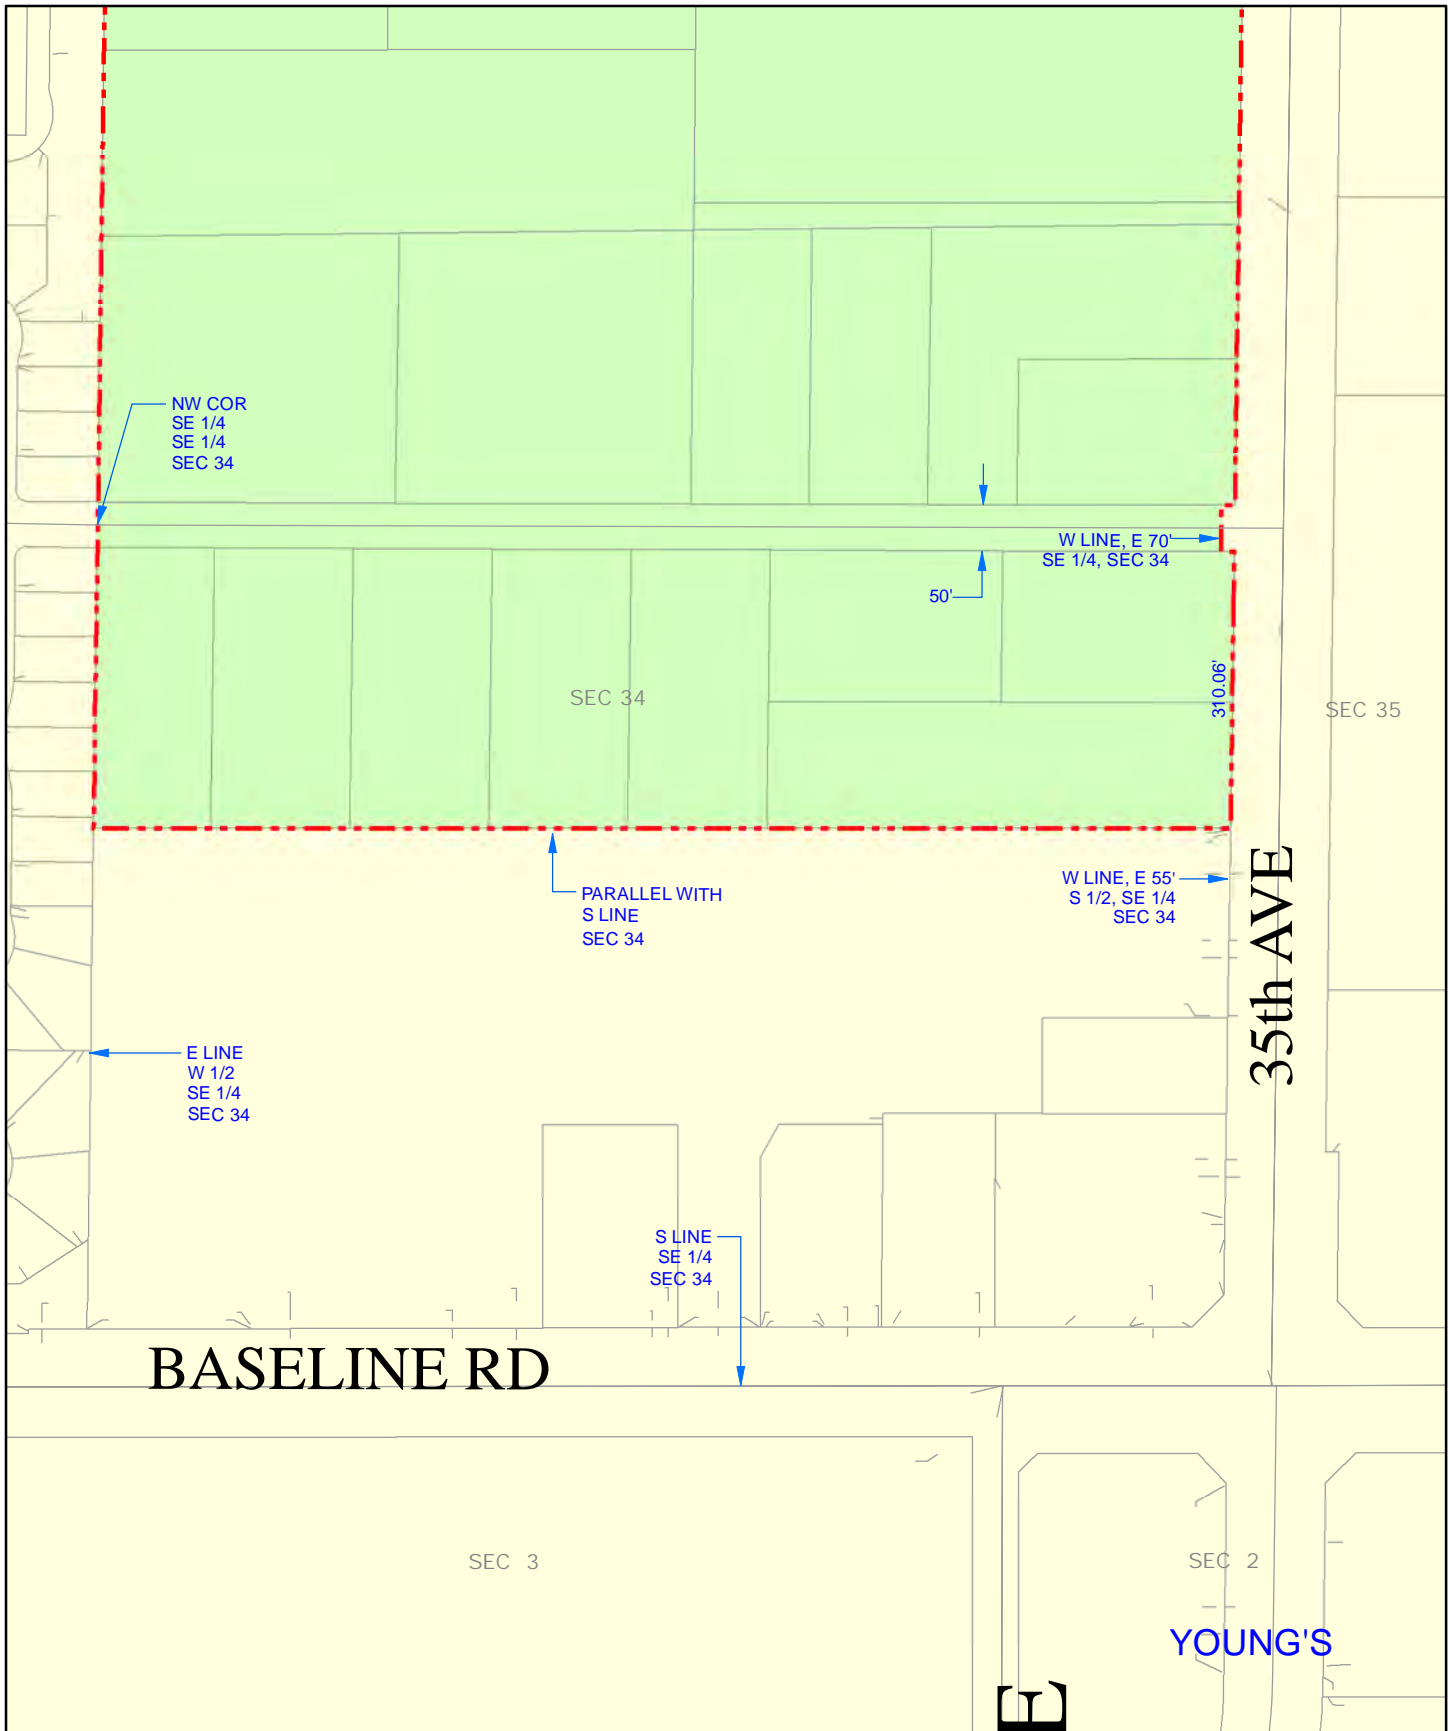 NW COR
SE 1/4
SE 1/4
SEC 34
W LINE, E 70'
SE 1/4, SEC 34
50'
310.06'
SEC 34
SEC 35
PARALLEL WITH
S LINE
SEC 34
W LINE, E 55'
S 1/2, SE 1/4
SEC 34
35th AVE
E LINE
W 1/2
SE 1/4
SEC 34
S LINE
SE 1/4
SEC 34
BASELINE RD
SEC 3
SEC 2
YOUNG'S
E